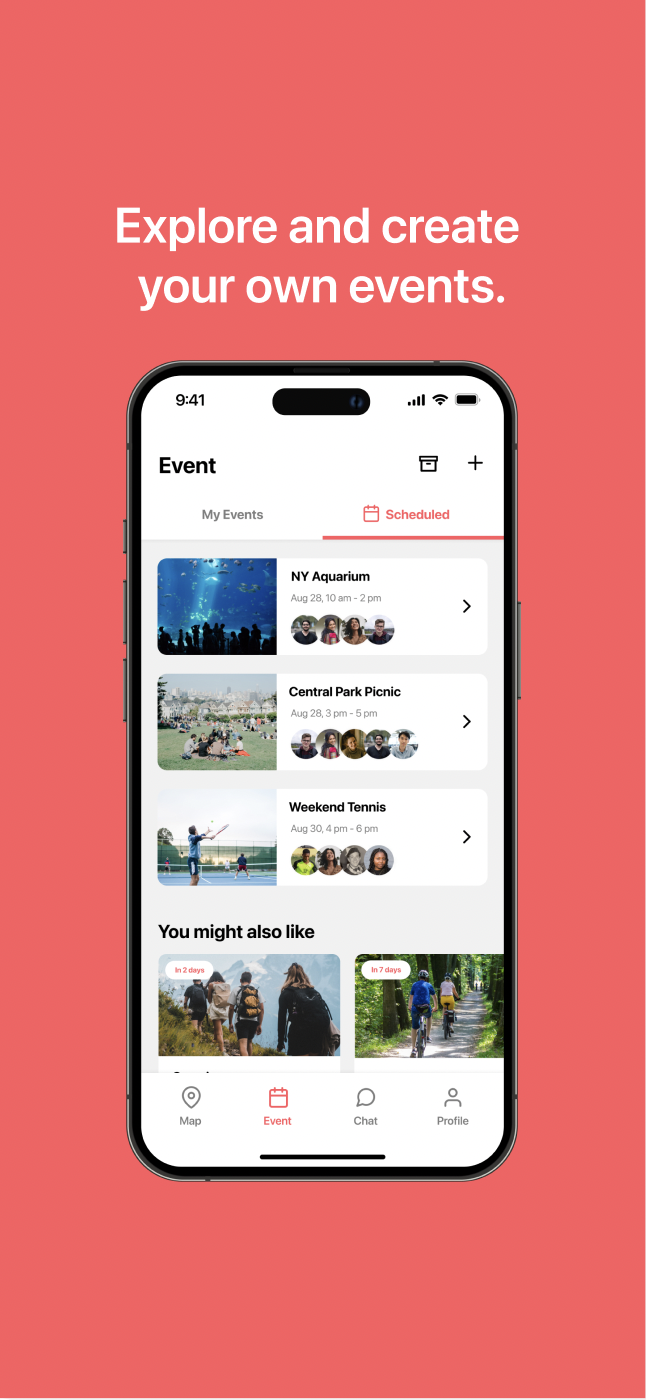 Explore and create
your own events.
9:41
Event
My Events
Scheduled
NY Aquarium
Aug 28, 10 am - 2 pm
Central Park Picnic
Aug 28, 3 pm - 5 pm
Weekend Tennis
Aug 30, 4 pm - 6 pm
You might also like
In 2 days
In 7 days
Map
Event
Chat
Profile